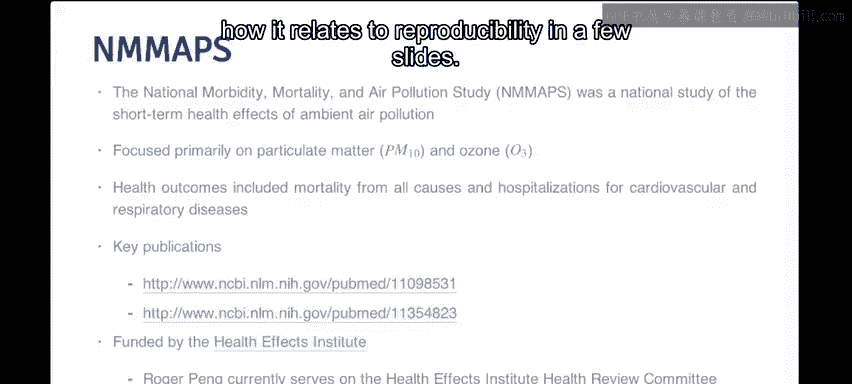 how it relates to reproducibility in a few
slides.
NMMAPS
· The National Morbidity, Mortality, and Air Pollution Study (NMMAPS) was a national study of the
short-term health effects of ambient air pollution
· Focused primarily on particulate matter (PM₁₀) and ozone (O₃)
· Health outcomes included mortality from all causes and hospitalizations for cardiovascular and
respiratory diseases
· Key publications
- http://www.ncbi.nlm.nih.gov/pubmed/11098531
- http://www.ncbi.nlm.nih.gov/pubmed/11354823
· Funded by the Health Effects Institute
- Roger Peng currently serves on the Health Effects Institute Health Review Committee